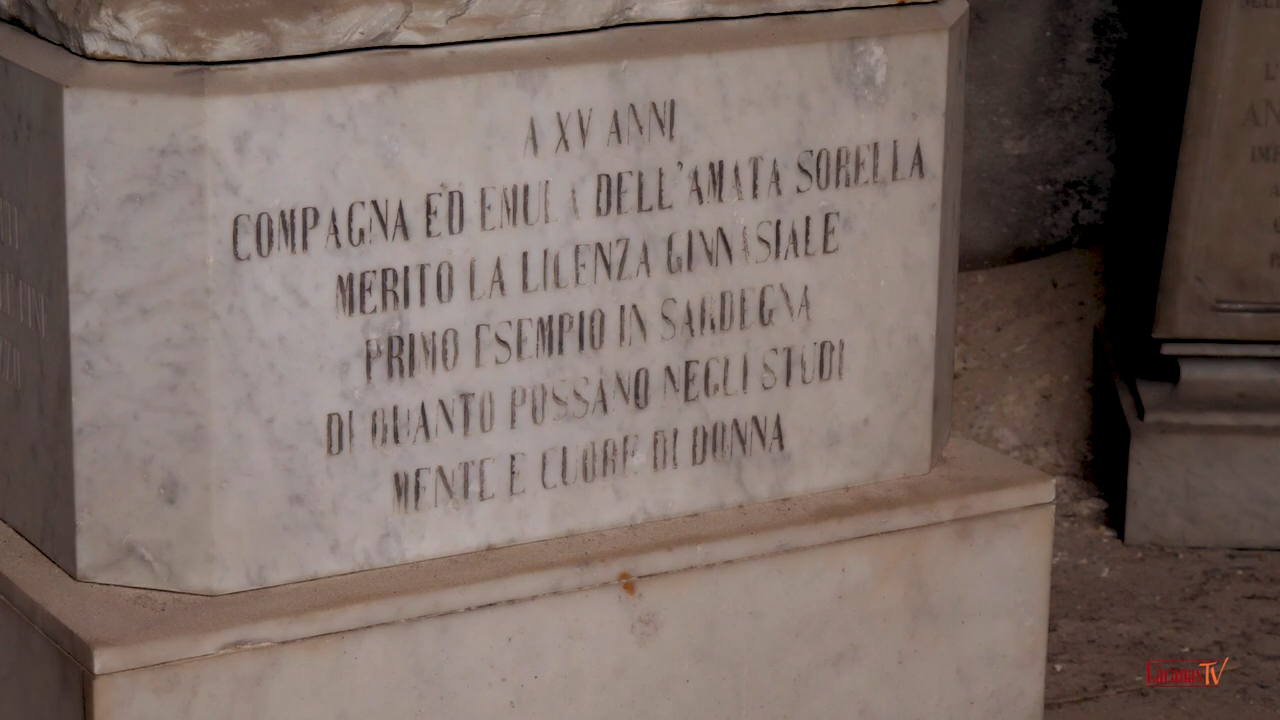 A XV ANNI
COMPAGNA ED EMULA DELL'AMATA SORELLA
MERITO LA LICENZA GINNASIALE
PRIMO ESEMPIO IN SARDEGNA
DI QUANTO POSSANO NEGLI STUDI
MENTE E CUORE DI DONNA